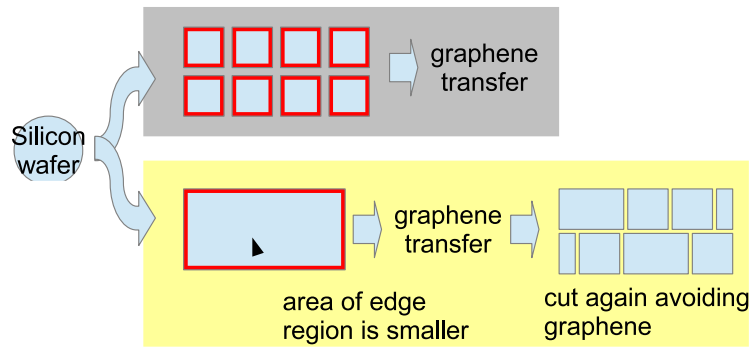 graphene
transfer
Silicon
wafer
graphene
transfer
area of edge
region is smaller
cut again avoiding
graphene